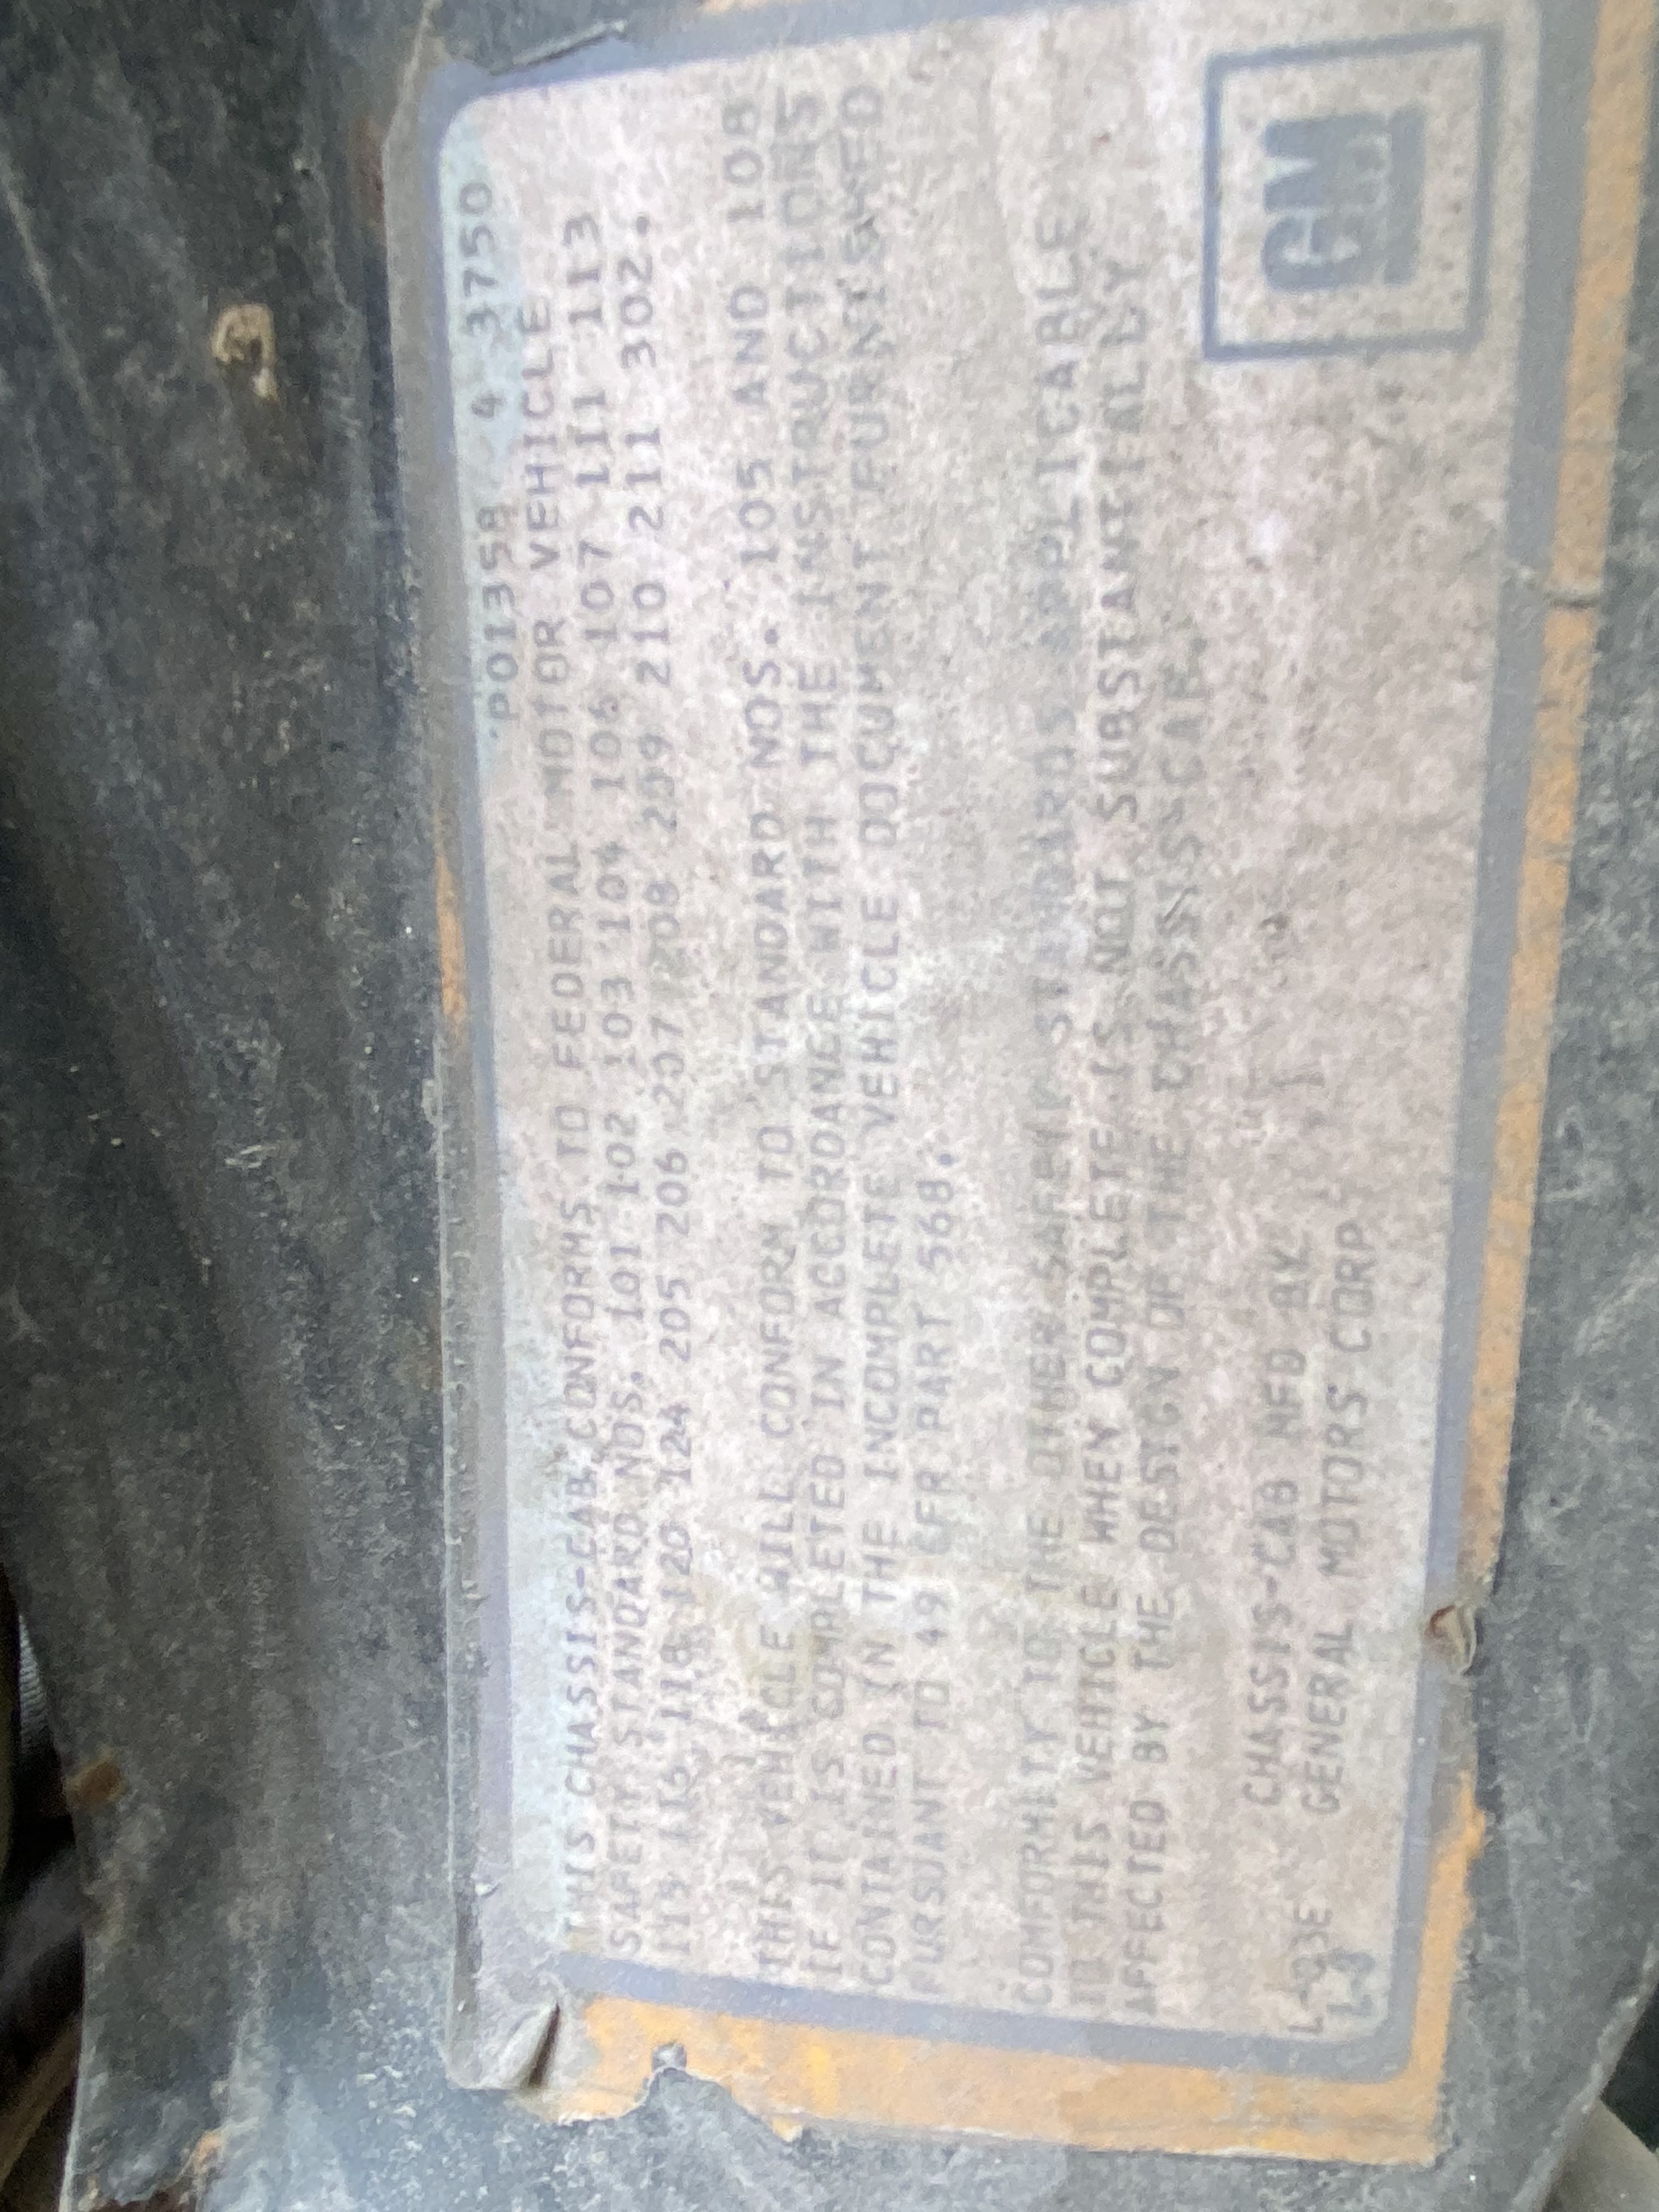 P01358 4 3750
THIS CHASSIS-CAB CONFORMS TO FEDERAL MOTOR VEHICLE
SAFETY STANDARD NOS. 101 102 103 104 106 107 111 113
115 116 118 120 124 205 206 207 208 209 210 211 302.
THIS VEHICLE WILL CONFORM TO STANDARD NOS. 105 AND 108
IF IT IS COMPLETED IN ACCORDANCE WITH THE INSTRUCTIONS
CONTAINED IN THE INCOMPLETE VEHICLE DOCUMENT FURNISHED
PURSUANT TO 49 CFR PART 568.
CONFORMITY TO THE OTHER SAFETY STANDARDS APPLICABLE
TO THIS VEHICLE WHEN COMPLETE IS NOT SUBSTANTIALLY
AFFECTED BY THE DESIGN OF THE CHASSIS-CAB.
CHASSIS-CAB MFD BY
L-03E GENERAL MOTORS CORP
L-8
GM